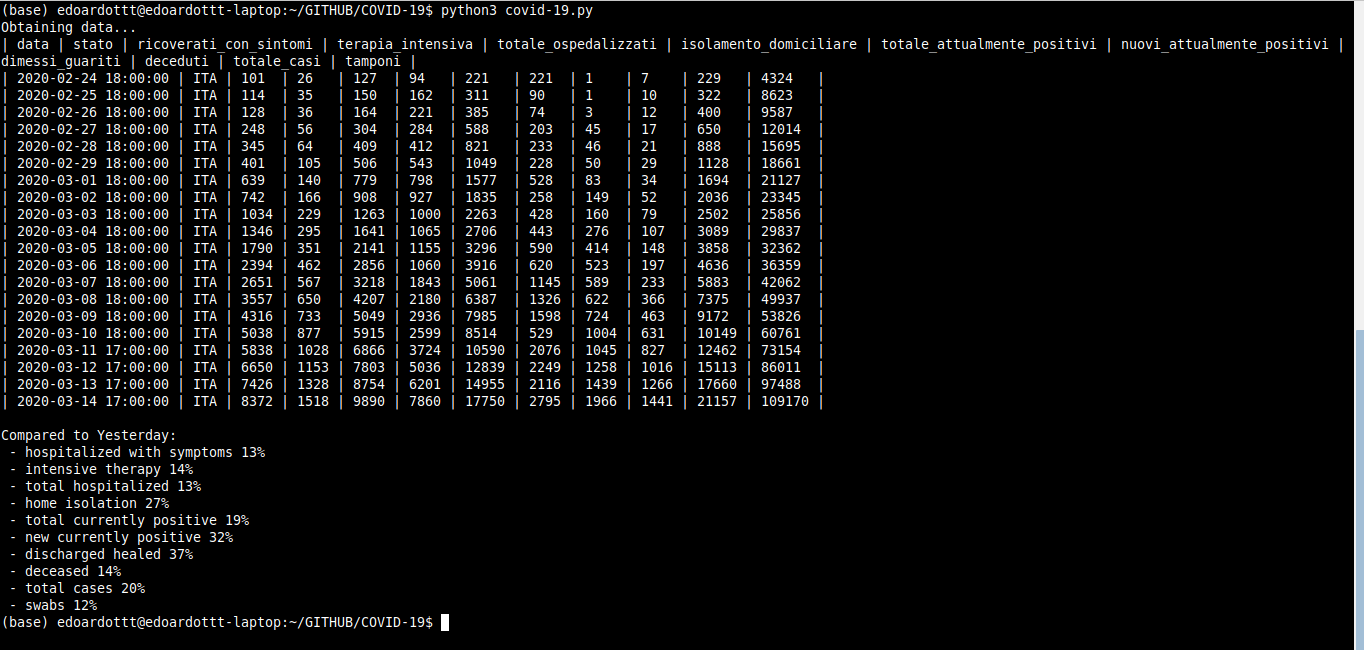 (base) edoardottt@edoardottt-laptop:~/GITHUB/COVID-19$ python3 covid-19.py
Obtaining data...
| data | stato | ricoverati_con_sintomi | terapia_intensiva | totale_ospedalizzati | isolamento_domiciliare | totale_attualmente_positivi | nuovi_attualmente_positivi |
dimessi_guariti | deceduti | totale_casi | tamponi |
| 2020-02-24 18:00:00 | ITA | 101 | 26 | 127 | 94 | 221 | 221 | 1 | 7 | 229 | 4324 |
| 2020-02-25 18:00:00 | ITA | 114 | 35 | 150 | 162 | 311 | 90 | 1 | 10 | 322 | 8623 |
| 2020-02-26 18:00:00 | ITA | 128 | 36 | 164 | 221 | 385 | 74 | 3 | 12 | 400 | 9587 |
| 2020-02-27 18:00:00 | ITA | 248 | 56 | 304 | 284 | 588 | 203 | 45 | 17 | 650 | 12014 |
| 2020-02-28 18:00:00 | ITA | 345 | 64 | 409 | 412 | 821 | 233 | 46 | 21 | 888 | 15695 |
| 2020-02-29 18:00:00 | ITA | 401 | 105 | 506 | 543 | 1049 | 228 | 50 | 29 | 1128 | 18661 |
| 2020-03-01 18:00:00 | ITA | 639 | 140 | 779 | 798 | 1577 | 528 | 83 | 34 | 1694 | 21127 |
| 2020-03-02 18:00:00 | ITA | 742 | 166 | 908 | 927 | 1835 | 258 | 149 | 52 | 2036 | 23345 |
| 2020-03-03 18:00:00 | ITA | 1034 | 229 | 1263 | 1000 | 2263 | 428 | 160 | 79 | 2502 | 25856 |
| 2020-03-04 18:00:00 | ITA | 1346 | 295 | 1641 | 1065 | 2706 | 443 | 276 | 107 | 3089 | 29837 |
| 2020-03-05 18:00:00 | ITA | 1790 | 351 | 2141 | 1155 | 3296 | 590 | 414 | 148 | 3858 | 32362 |
| 2020-03-06 18:00:00 | ITA | 2394 | 462 | 2856 | 1060 | 3916 | 620 | 523 | 197 | 4636 | 36359 |
| 2020-03-07 18:00:00 | ITA | 2651 | 567 | 3218 | 1843 | 5061 | 1145 | 589 | 233 | 5883 | 42062 |
| 2020-03-08 18:00:00 | ITA | 3557 | 650 | 4207 | 2180 | 6387 | 1326 | 622 | 366 | 7375 | 49937 |
| 2020-03-09 18:00:00 | ITA | 4316 | 733 | 5049 | 2936 | 7985 | 1598 | 724 | 463 | 9172 | 53826 |
| 2020-03-10 18:00:00 | ITA | 5038 | 877 | 5915 | 2599 | 8514 | 529 | 1004 | 631 | 10149 | 60761 |
| 2020-03-11 17:00:00 | ITA | 5838 | 1028 | 6866 | 3724 | 10590 | 2076 | 1045 | 827 | 12462 | 73154 |
| 2020-03-12 17:00:00 | ITA | 6650 | 1153 | 7803 | 5036 | 12839 | 2249 | 1258 | 1016 | 15113 | 86011 |
| 2020-03-13 17:00:00 | ITA | 7426 | 1328 | 8754 | 6201 | 14955 | 2116 | 1439 | 1266 | 17660 | 97488 |
| 2020-03-14 17:00:00 | ITA | 8372 | 1518 | 9890 | 7860 | 17750 | 2795 | 1966 | 1441 | 21157 | 109170 |
Compared to Yesterday:
- hospitalized with symptoms 13%
- intensive therapy 14%
- total hospitalized 13%
- home isolation 27%
- total currently positive 19%
- new currently positive 32%
- discharged healed 37%
- deceased 14%
- total cases 20%
- swabs 12%
(base) edoardottt@edoardottt-laptop:~/GITHUB/COVID-19$